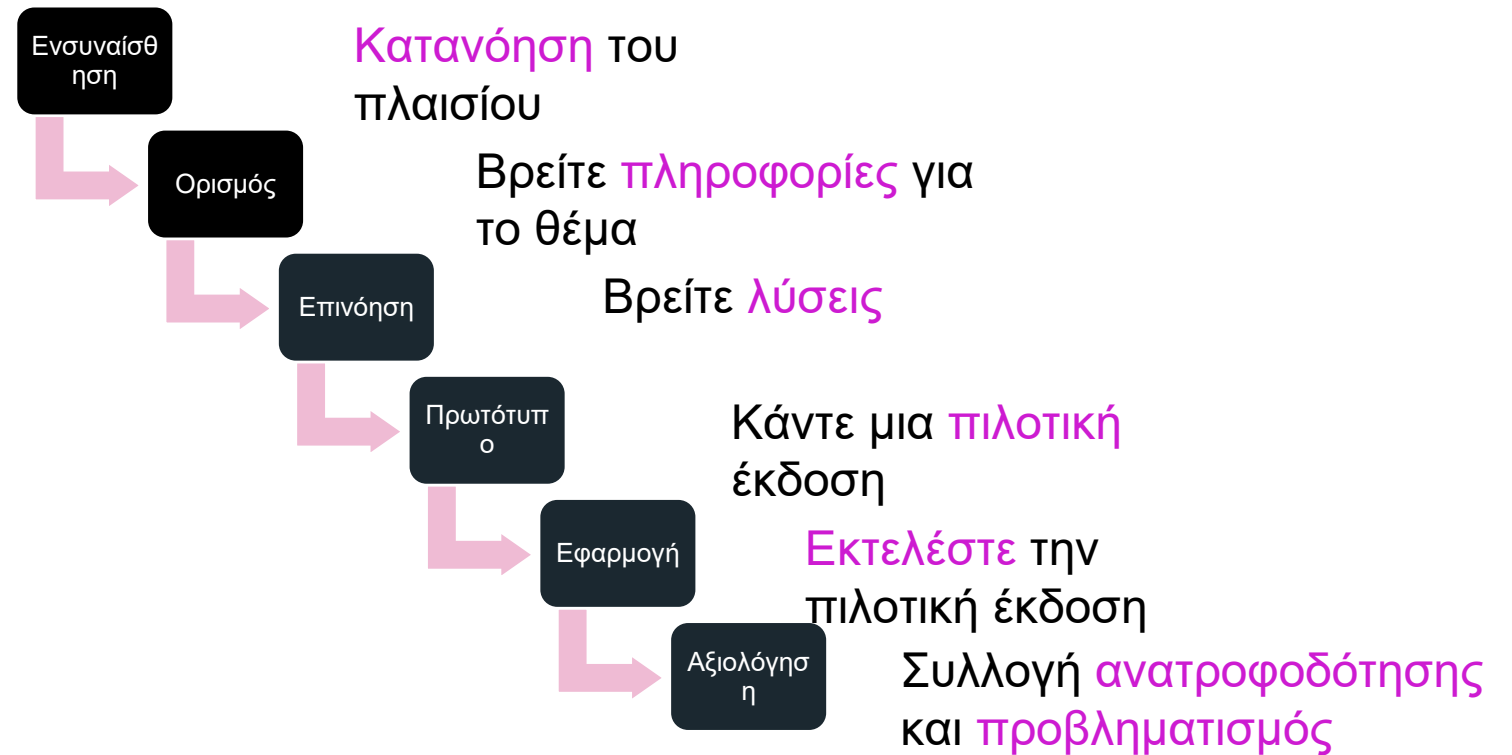 Ενσυναίσθ
ηση
Κατανόηση του
πλαισίου
Ορισμός
Βρείτε πληροφορίες για
το θέμα
Επινόηση
Βρείτε λύσεις
Πρωτότυπ
ο
Κάντε μια πιλοτική
έκδοση
Εφαρμογή
Εκτελέστε την
πιλοτική έκδοση
Αξιολόγησ
η
Συλλογή ανατροφοδότησης
και προβληματισμός